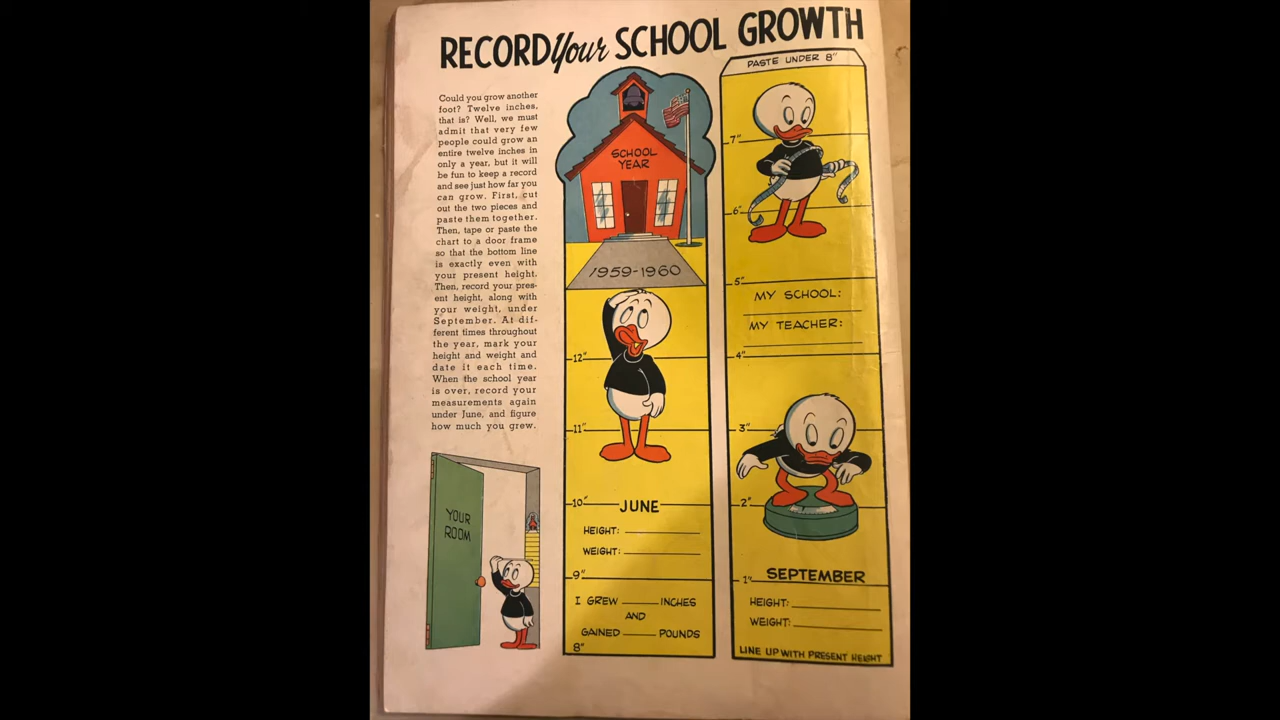 RECORD Your SCHOOL GROWTH
Could you grow another
foot? Twelve inches,
that is? Well, we must
admit that very few
people could grow an
entire twelve inches in
only a year, but it will
be fun to keep a record
and see just how far you
can grow. First, cut
out the two pieces and
paste them together.
Then, tape or paste the
chart to a door frame
so that the bottom line
is exactly even with
your present height.
Then, record your pres-
ent height, along with
your weight, under
September. At dif-
ferent times throughout
the year, mark your
height and weight and
date it each time.
When the school year
is over, record your
measurements again
under June, and figure
how much you grew.
YOUR
ROOM
SCHOOL
YEAR
1959-1960
12"
11"
10"
JUNE
HEIGHT:
WEIGHT:
9"
I GREW INCHES
AND
GAINED POUNDS
8"
PASTE UNDER 8"
7"
6"
5"
MY SCHOOL:
MY TEACHER:
4"
3"
2"
1"
SEPTEMBER
HEIGHT:
WEIGHT:
LINE UP WITH PRESENT HEIGHT